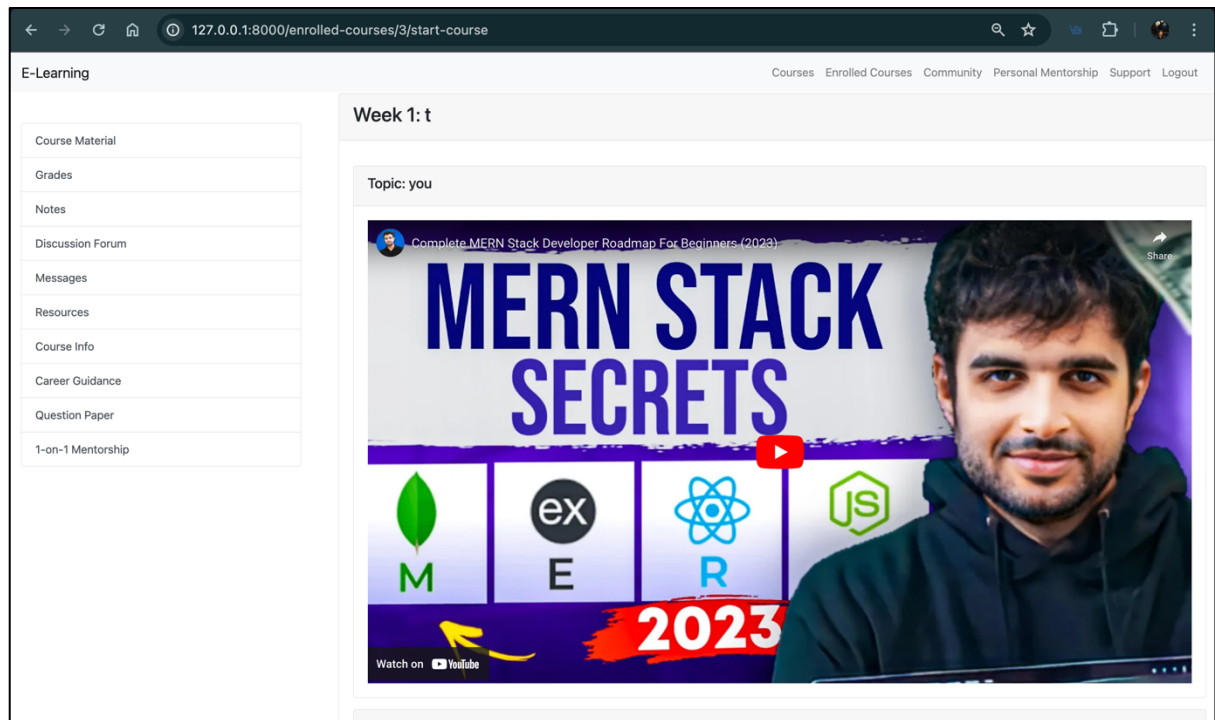 127.0.0.1:8000/enrolled-courses/3/start-course
E-Learning
Courses Enrolled Courses Community Personal Mentorship Support Logout
Course Material
Grades
Notes
Discussion Forum
Messages
Resources
Course Info
Career Guidance
Question Paper
1-on-1 Mentorship
Week 1: t
Topic: you
Complete MERN Stack Developer Roadmap For Beginners (2023)
Share
MERN STACK
SECRETS
ex
JS
M E R
2023
Watch on YouTube